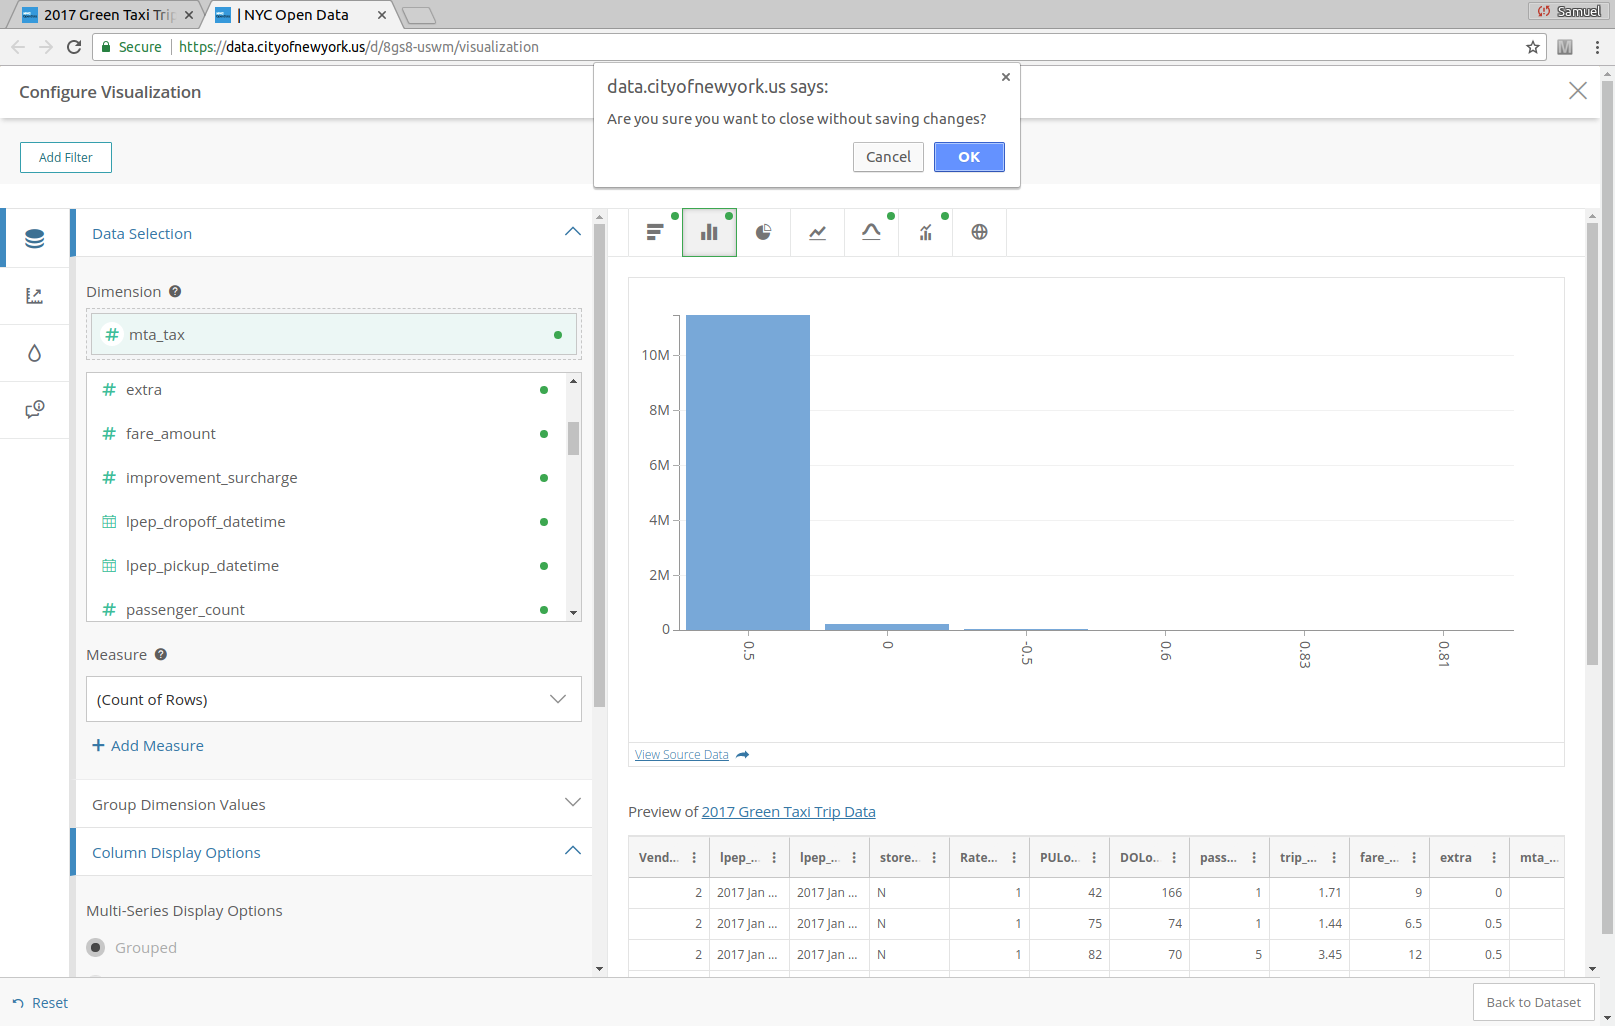 2017 Green Taxi Trip
| NYC Open Data
Samuel
Secure
https://data.cityofnewyork.us/d/8gs8-uswm/visualization
data.cityofnewyork.us says:
Are you sure you want to close without saving changes?
Cancel
OK
Configure Visualization
Add Filter
Data Selection
Dimension
# mta_tax
# extra
# fare_amount
# improvement_surcharge
lpep_dropoff_datetime
lpep_pickup_datetime
# passenger_count
Measure
(Count of Rows)
+ Add Measure
Group Dimension Values
Column Display Options
Multi-Series Display Options
Grouped
10M
8M
6M
4M
2M
0
0.5
0
-0.5
0.6
0.83
0.81
View Source Data
Preview of 2017 Green Taxi Trip Data
Vend... lpep_... lpep_... store... Rate... PULo... DOLo... pass... trip_... fare_... extra mta_...
2 2017 Jan ... 2017 Jan ... N 1 42 166 1 1.71 9 0
2 2017 Jan ... 2017 Jan ... N 1 75 74 1 1.44 6.5 0.5
2 2017 Jan ... 2017 Jan ... N 1 82 70 5 3.45 12 0.5
Reset
Back to Dataset